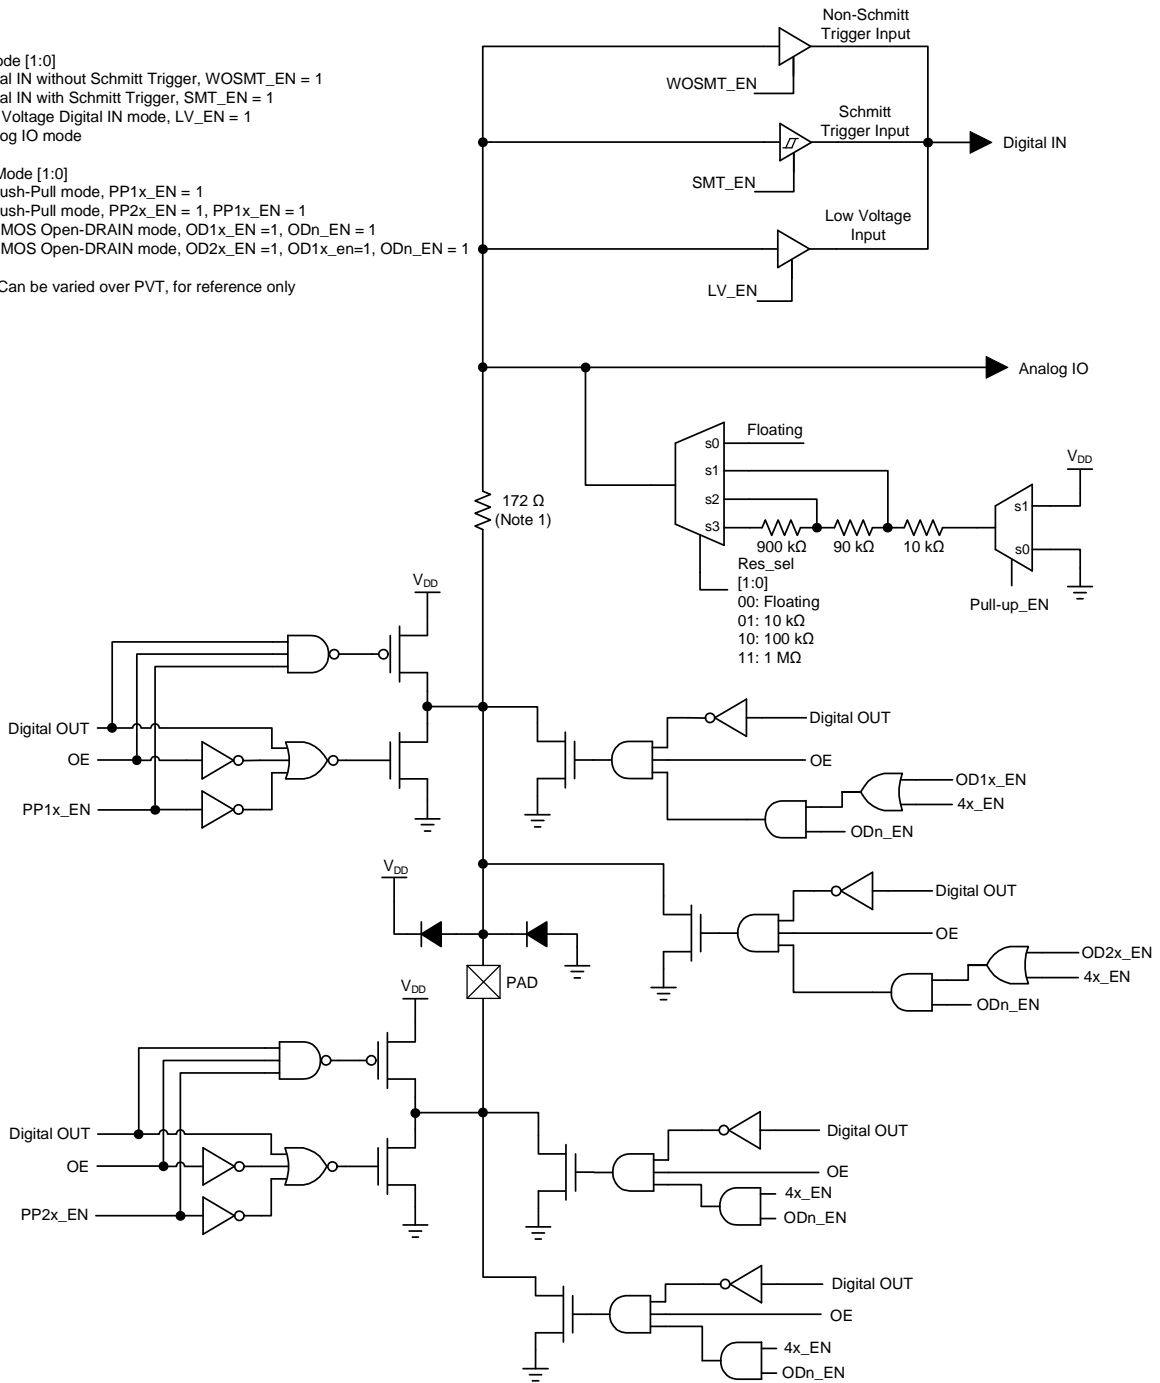 ode [1:0]
al IN without Schmitt Trigger, WOSMT_EN = 1
al IN with Schmitt Trigger, SMT_EN = 1
Voltage Digital IN mode, LV_EN = 1
og IO mode
Mode [1:0]
ush-Pull mode, PP1x_EN = 1
ush-Pull mode, PP2x_EN = 1, PP1x_EN = 1
MOS Open-DRAIN mode, OD1x_EN =1, ODn_EN = 1
MOS Open-DRAIN mode, OD2x_EN =1, OD1x_en=1, ODn_EN = 1
Can be varied over PVT, for reference only
Non-Schmitt
Trigger Input
WOSMT_EN
Schmitt
Trigger Input
Digital IN
SMT_EN
Low Voltage
Input
LV_EN
Analog IO
Floating
s0
s1
s2
s3
900 kΩ
90 kΩ
10 kΩ
VDD
s1
s0
Pull-up_EN
Res_sel
[1:0]
00: Floating
01: 10 kΩ
10: 100 kΩ
11: 1 MΩ
172 Ω
(Note 1)
VDD
Digital OUT
OE
PP1x_EN
Digital OUT
OE
OD1x_EN
4x_EN
ODn_EN
VDD
Digital OUT
OE
OD2x_EN
4x_EN
ODn_EN
PAD
VDD
Digital OUT
OE
PP2x_EN
Digital OUT
OE
4x_EN
ODn_EN
Digital OUT
OE
4x_EN
ODn_EN